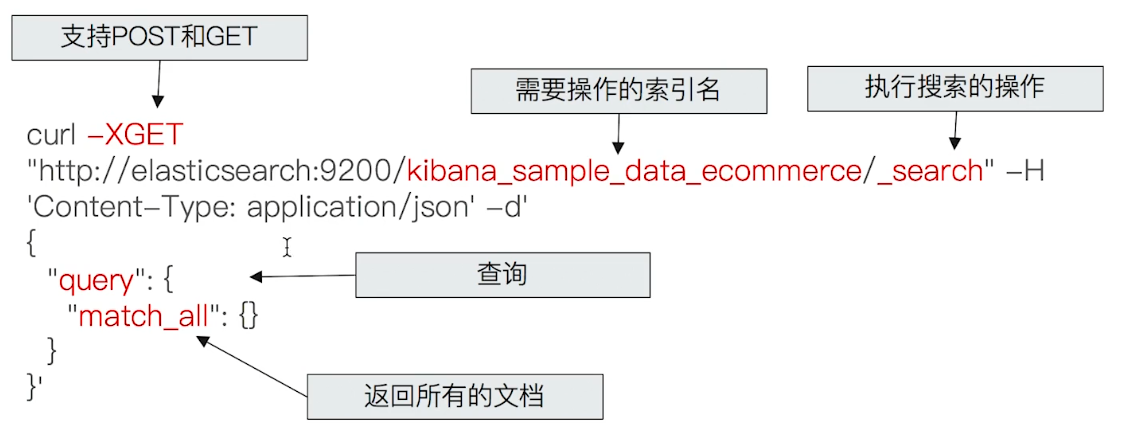 支持POST和GET
需要操作的索引名
执行搜索的操作
curl -XGET
"http://elasticsearch:9200/kibana_sample_data_ecommerce/_search" -H
'Content-Type: application/json' -d'
{
"query": {
查询
"match_all": {}
}
}'
返回所有的文档